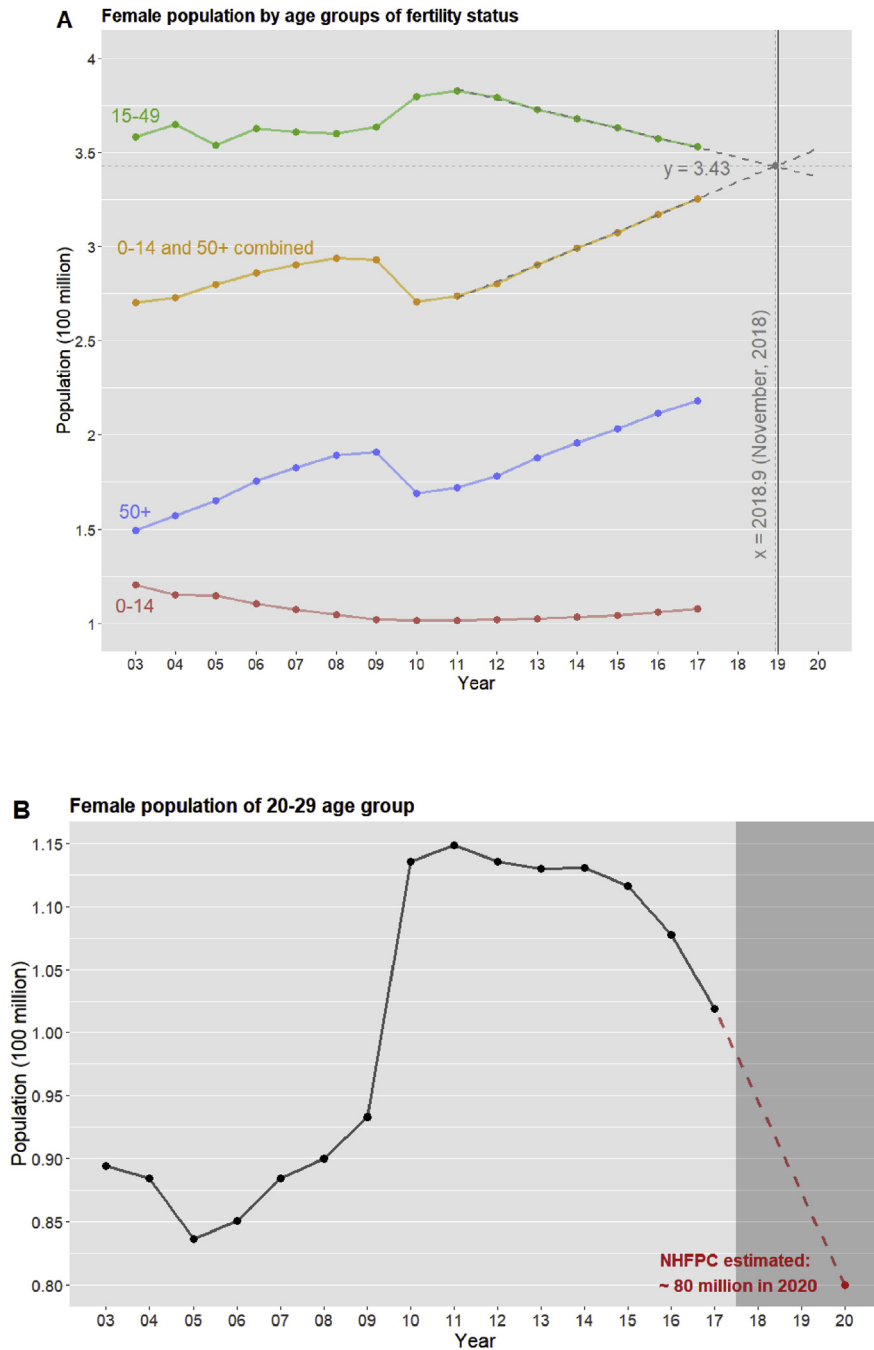 A
Female population by age groups of fertility status
Population (100 million)
4
3.5
3
2.5
2
1.5
1
15-49
y = 3.43
0-14 and 50+ combined
x = 2018.9 (November, 2018)
50+
0-14
03 04 05 06 07 08 09 10 11 12 13 14 15 16 17 18 19 20
Year
B
Female population of 20-29 age group
Population (100 million)
1.15
1.10
1.05
1.00
0.95
0.90
0.85
0.80
NHFPC estimated:
~ 80 million in 2020
03 04 05 06 07 08 09 10 11 12 13 14 15 16 17 18 19 20
Year